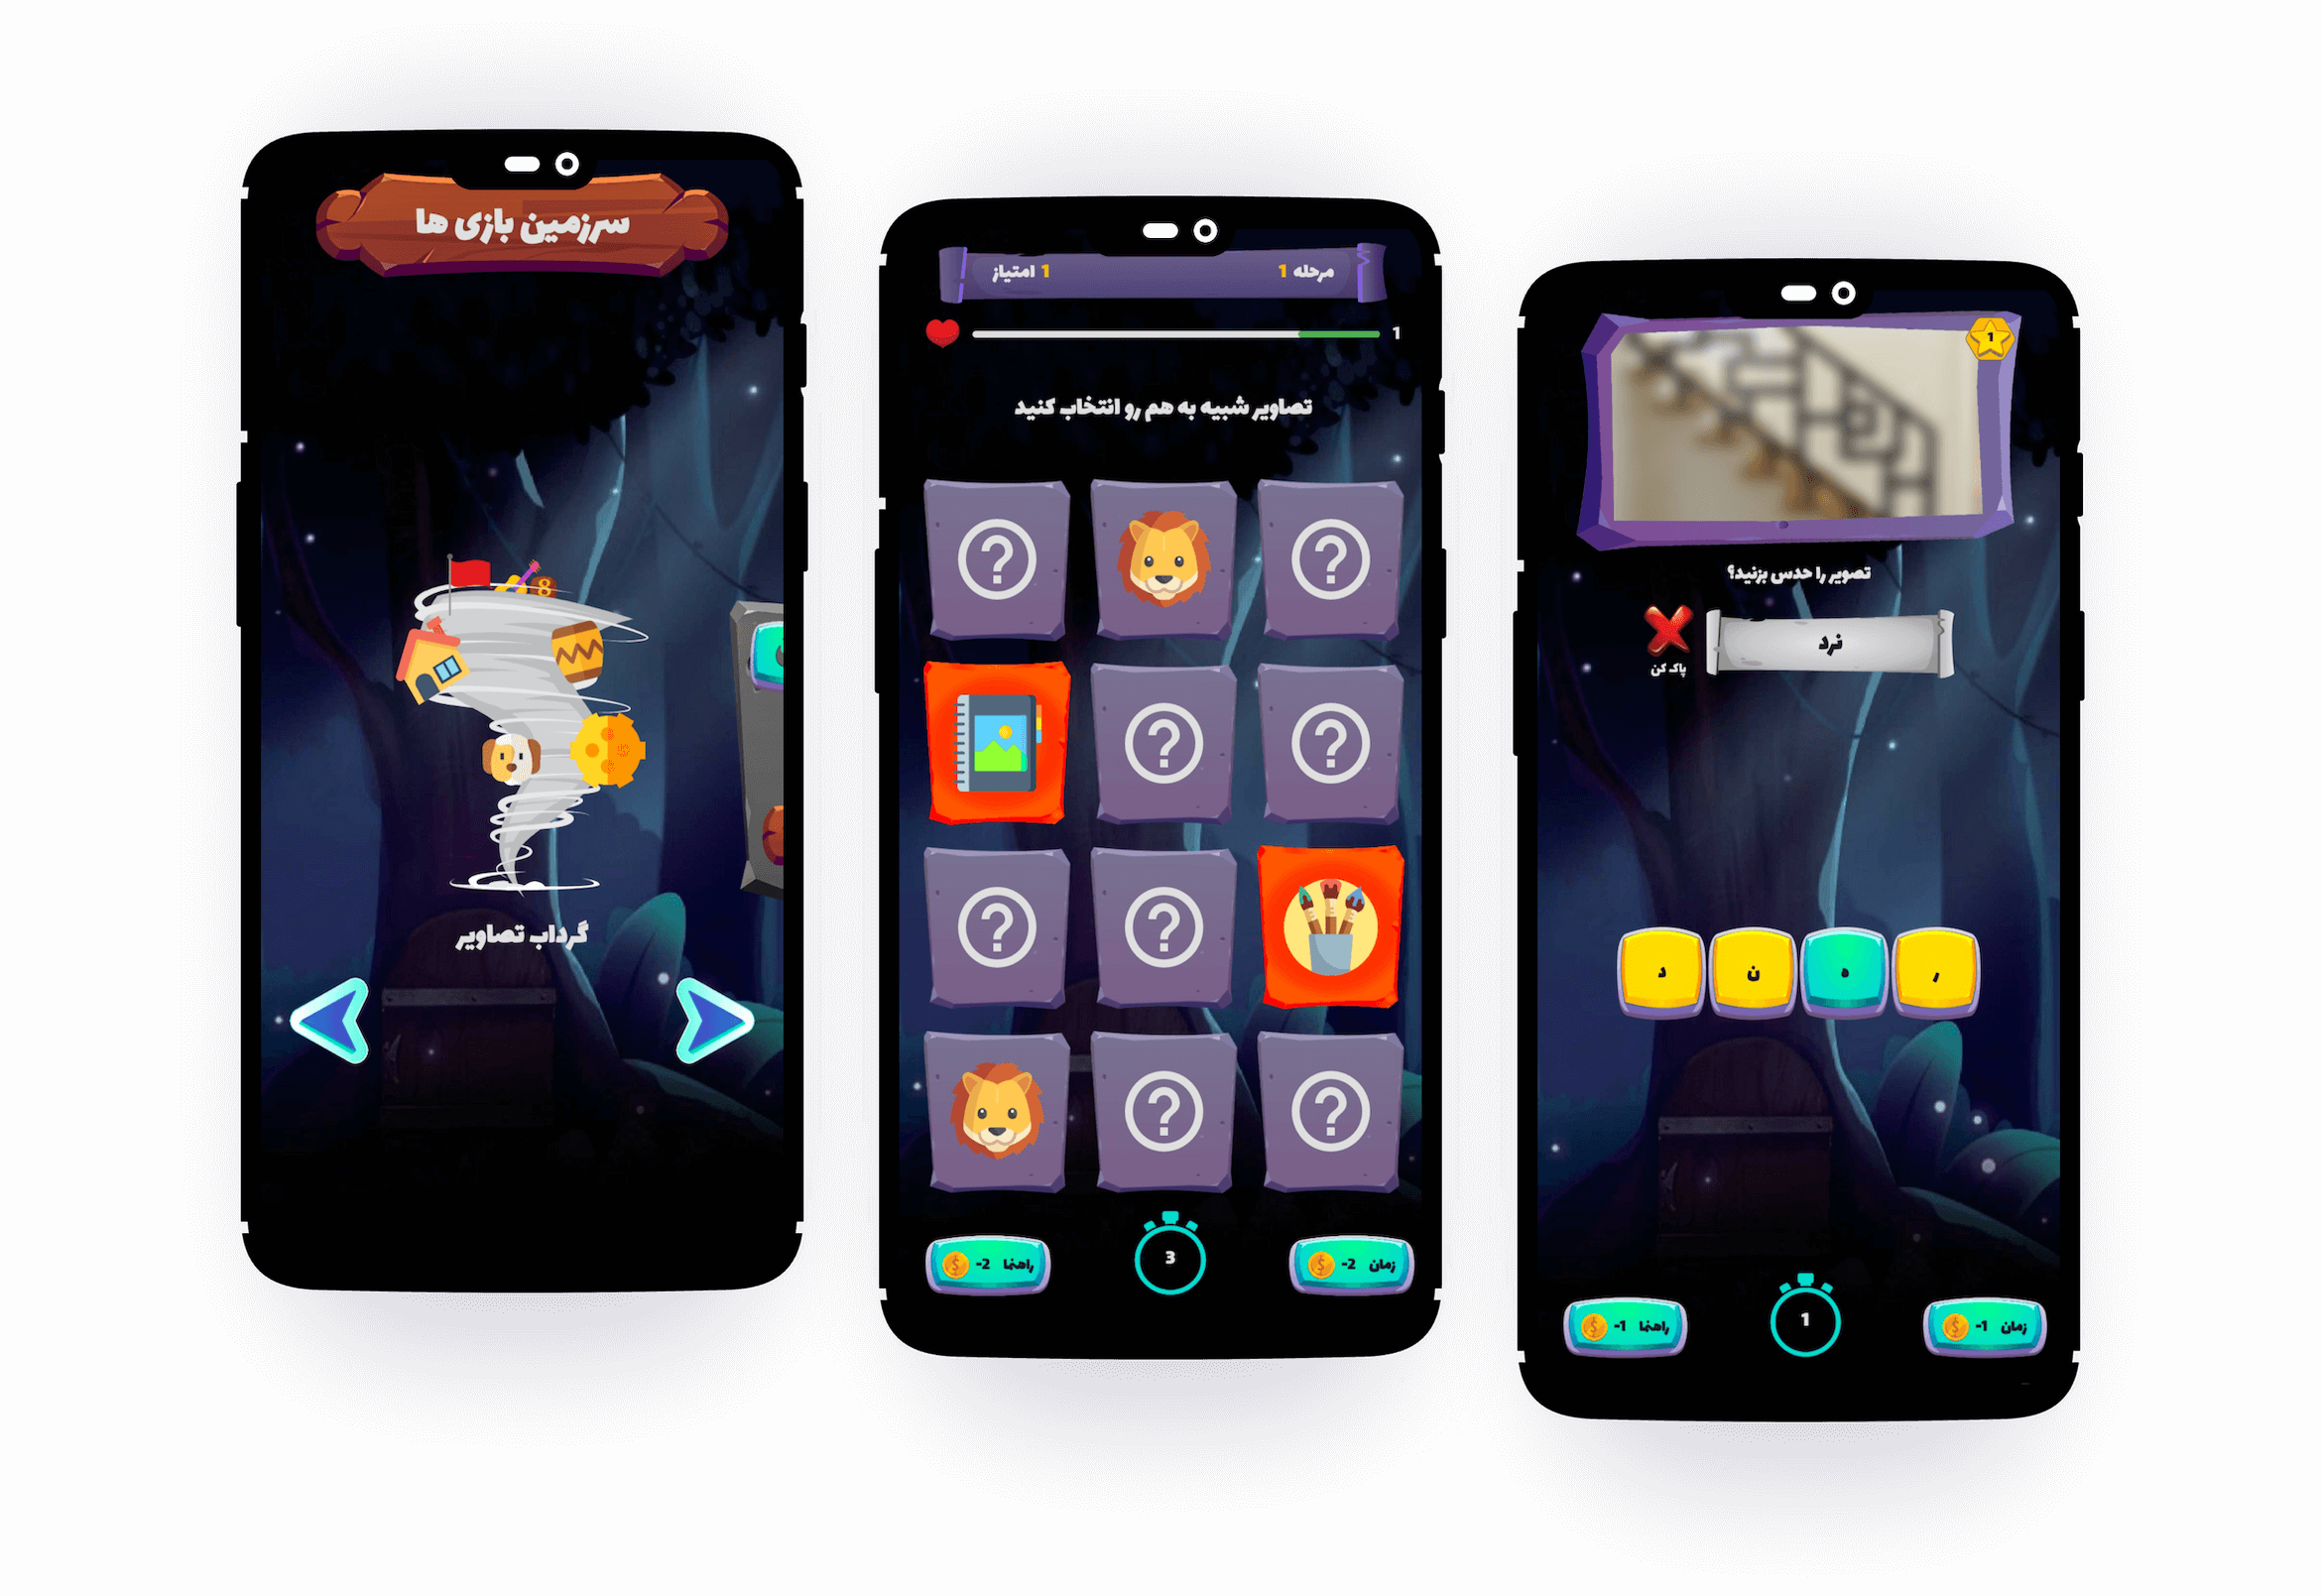 سرزمین بازی ها
8
گرداب تصاویر
مرحله 1
1 امتیاز
1
تصاویر شبیه به هم رو انتخاب کنید
?
?
?
?
?
?
?
?
زمان -2
3
راهنما -2
1
تصویر را حدس بزنید؟
نرد
پاک کن
ر
ه
ن
د
زمان -1
1
راهنما -1